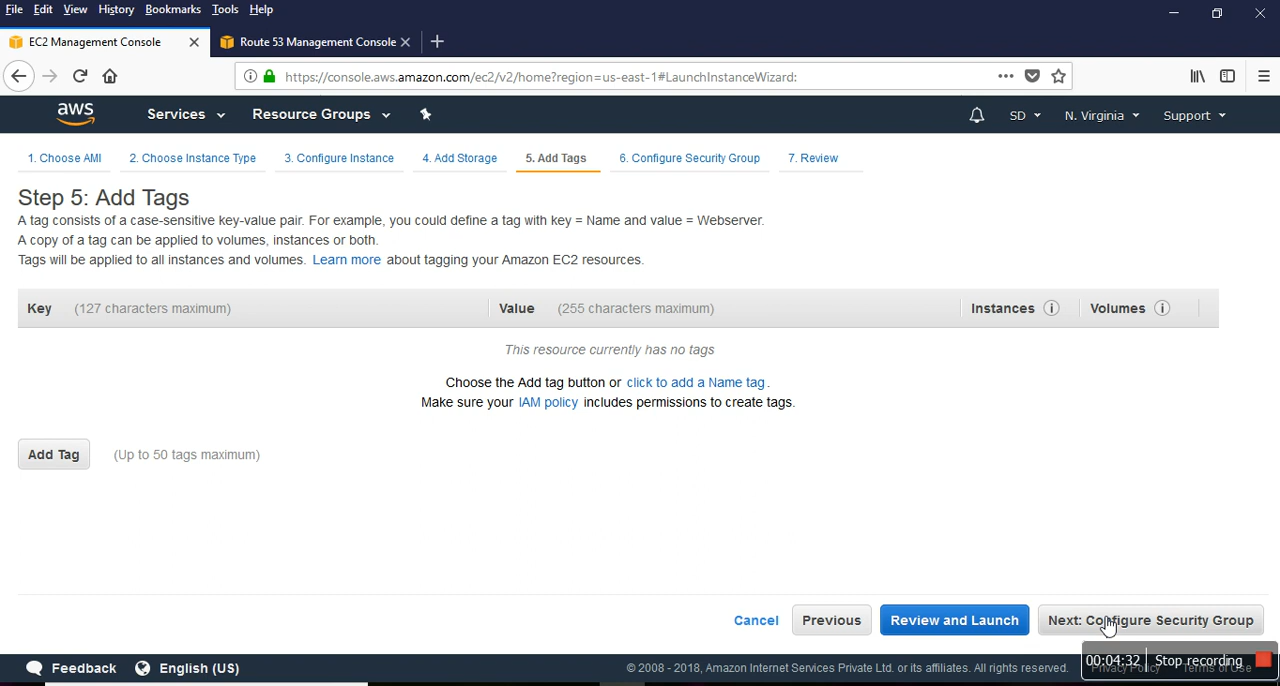 File Edit View History Bookmarks Tools Help
EC2 Management Console
Route 53 Management Console
https://console.aws.amazon.com/ec2/v2/home?region=us-east-1#LaunchInstanceWizard:
aws Services Resource Groups SD N. Virginia Support
1. Choose AMI 2. Choose Instance Type 3. Configure Instance 4. Add Storage 5. Add Tags 6. Configure Security Group 7. Review
Step 5: Add Tags
A tag consists of a case-sensitive key-value pair. For example, you could define a tag with key = Name and value = Webserver.
A copy of a tag can be applied to volumes, instances or both.
Tags will be applied to all instances and volumes. Learn more about tagging your Amazon EC2 resources.
Key (127 characters maximum) Value (255 characters maximum) Instances Volumes
This resource currently has no tags
Choose the Add tag button or click to add a Name tag.
Make sure your IAM policy includes permissions to create tags.
Add Tag (Up to 50 tags maximum)
Cancel Previous Review and Launch Next: Configure Security Group
Feedback English (US) © 2008 - 2018, Amazon Internet Services Private Ltd. or its affiliates. All rights reserved. Privacy Policy Terms of Use
00:04:32 Stop recording